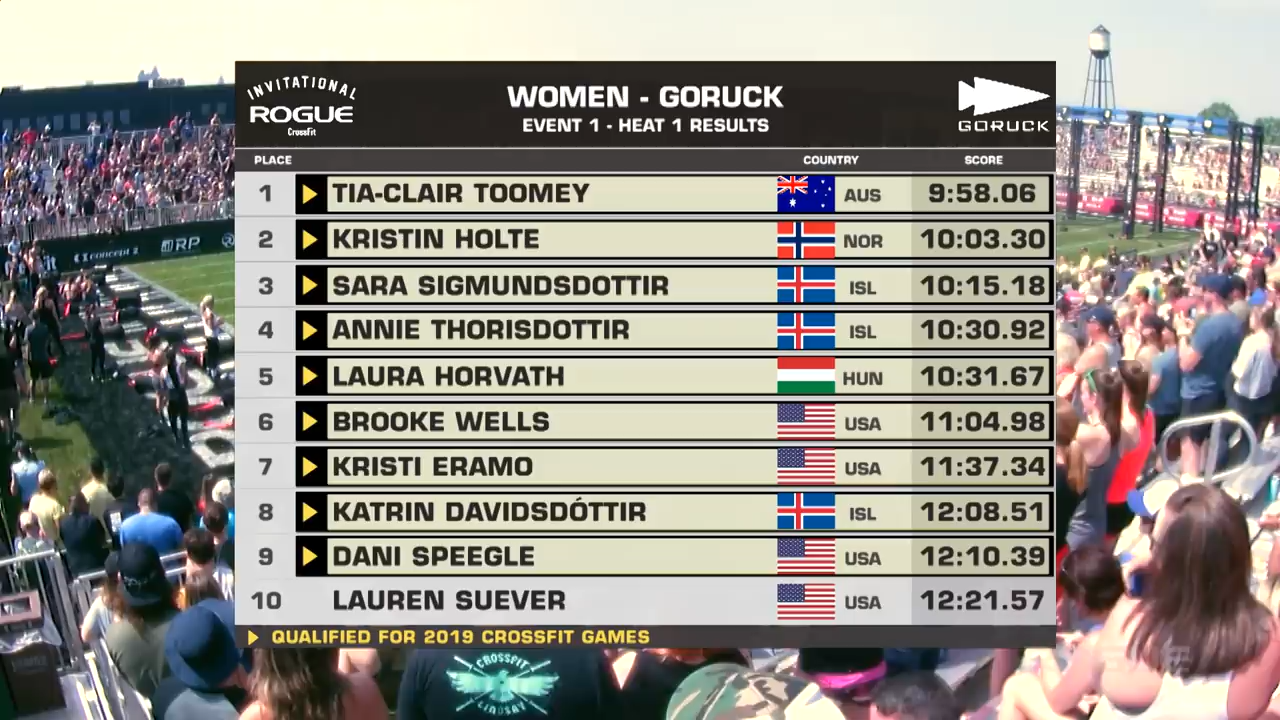 INVITATIONAL
ROGUE
CrossFit
WOMEN - GORUCK
EVENT 1 - HEAT 1 RESULTS
GORUCK
PLACE COUNTRY SCORE
1 TIA-CLAIR TOOMEY AUS 9:58.06
2 KRISTIN HOLTE NOR 10:03.30
3 SARA SIGMUNDSDOTTIR ISL 10:15.18
4 ANNIE THORISDOTTIR ISL 10:30.92
5 LAURA HORVATH HUN 10:31.67
6 BROOKE WELLS USA 11:04.98
7 KRISTI ERAMO USA 11:37.34
8 KATRIN DAVIDSDÓTTIR ISL 12:08.51
9 DANI SPEEGLE USA 12:10.39
10 LAUREN SUEVER USA 12:21.57
QUALIFIED FOR 2019 CROSSFIT GAMES
concept 2 RP
CROSSFIT
LINDSAY